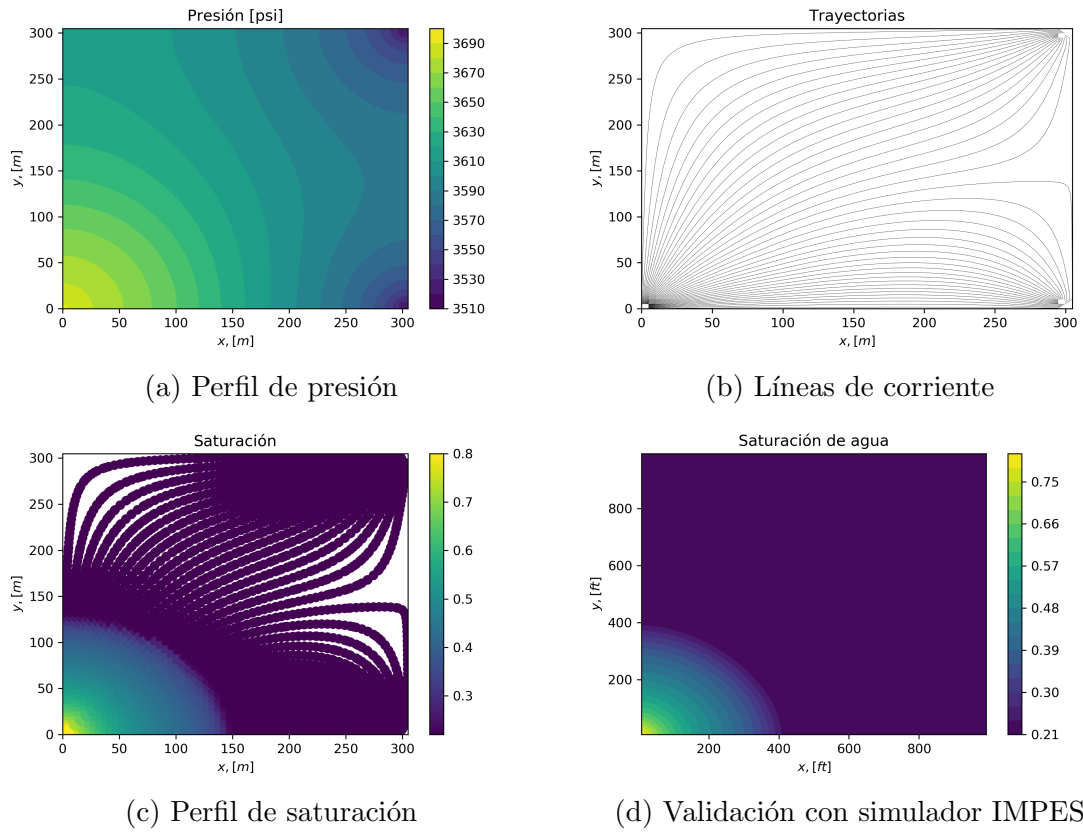 Presión [psi]
300
250
200
150
100
50
0
y, [m]
0 50 100 150 200 250 300
x, [m]
3690
3670
3650
3630
3610
3590
3570
3550
3530
3510
(a) Perfil de presión
Trayectorias
300
250
200
150
100
50
0
y, [m]
0 50 100 150 200 250 300
x, [m]
(b) Líneas de corriente
Saturación
300
250
200
150
100
50
0
y, [m]
0 50 100 150 200 250 300
x, [m]
0.8
0.7
0.6
0.5
0.4
0.3
(c) Perfil de saturación
Saturación de agua
800
600
400
200
y, [ft]
200 400 600 800
x, [ft]
0.75
0.66
0.57
0.48
0.39
0.30
0.21
(d) Validación con simulador IMPES